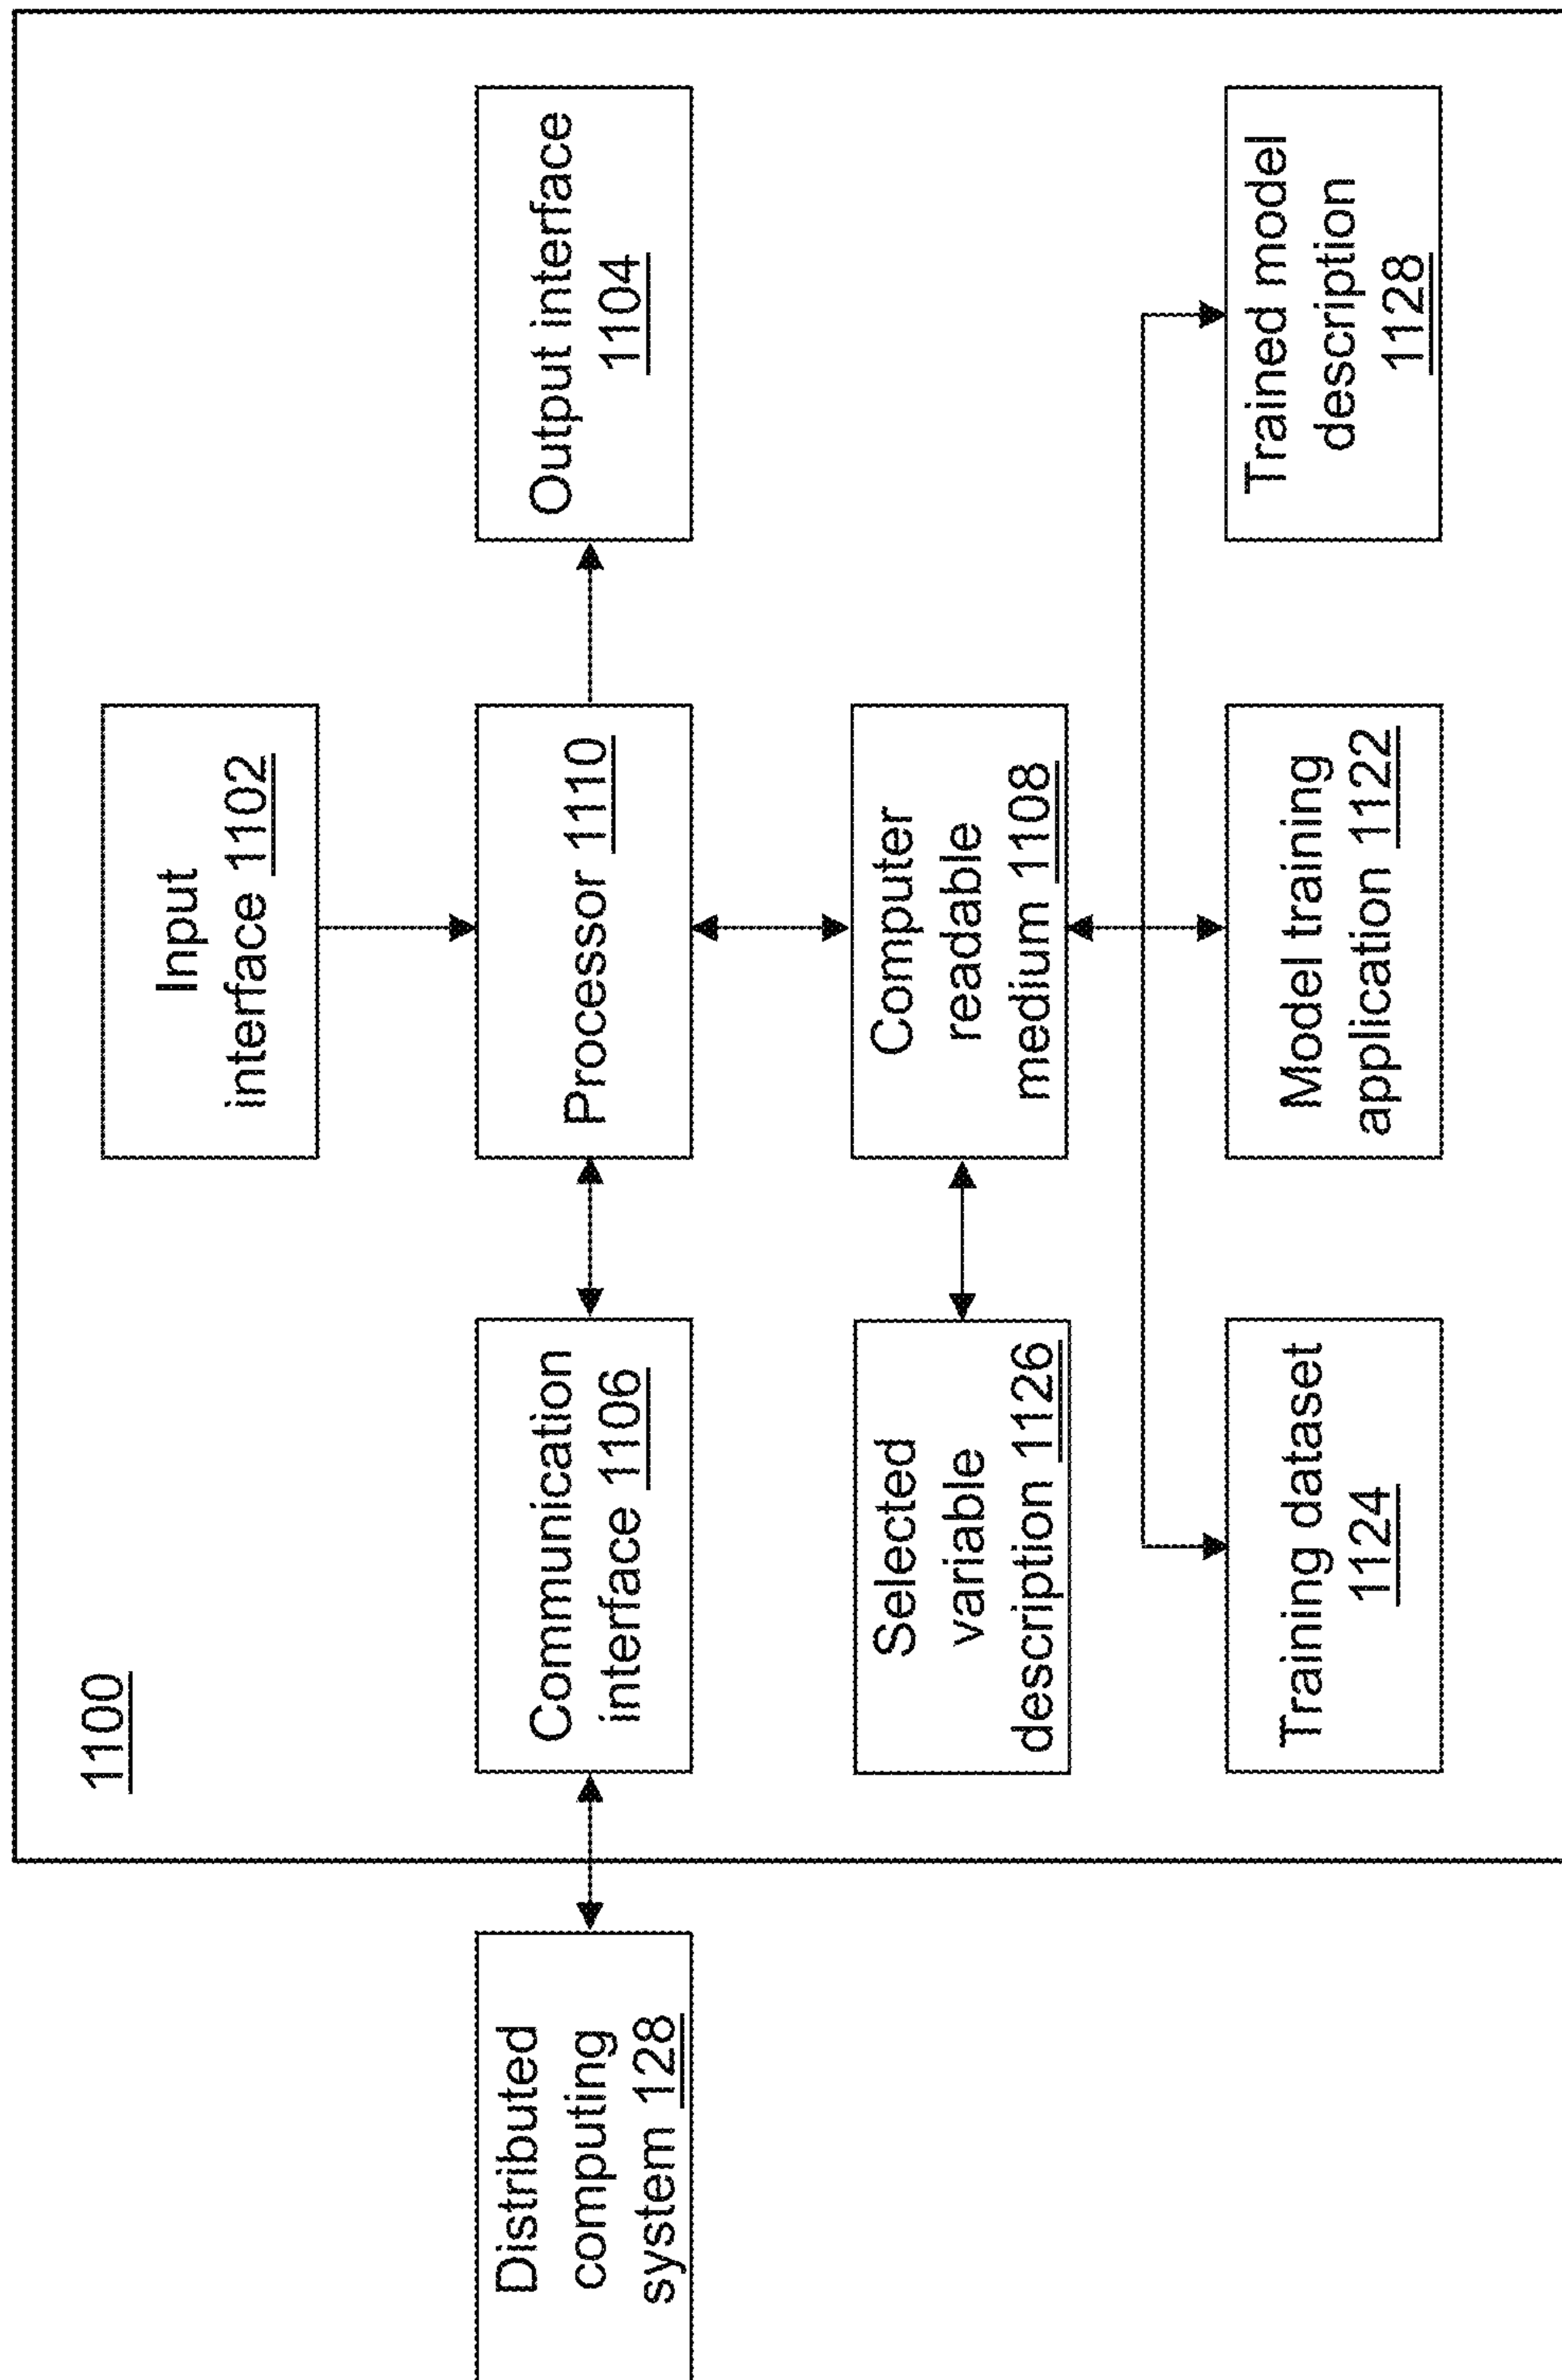 1100
Input
interface 1102
Distributed
computing
system 128
Communication
interface 1106
Processor 1110
Output interface
1104
Selected
variable
description 1126
Computer
readable
medium 1108
Training dataset
1124
Model training
application 1122
Trained model
description
1128